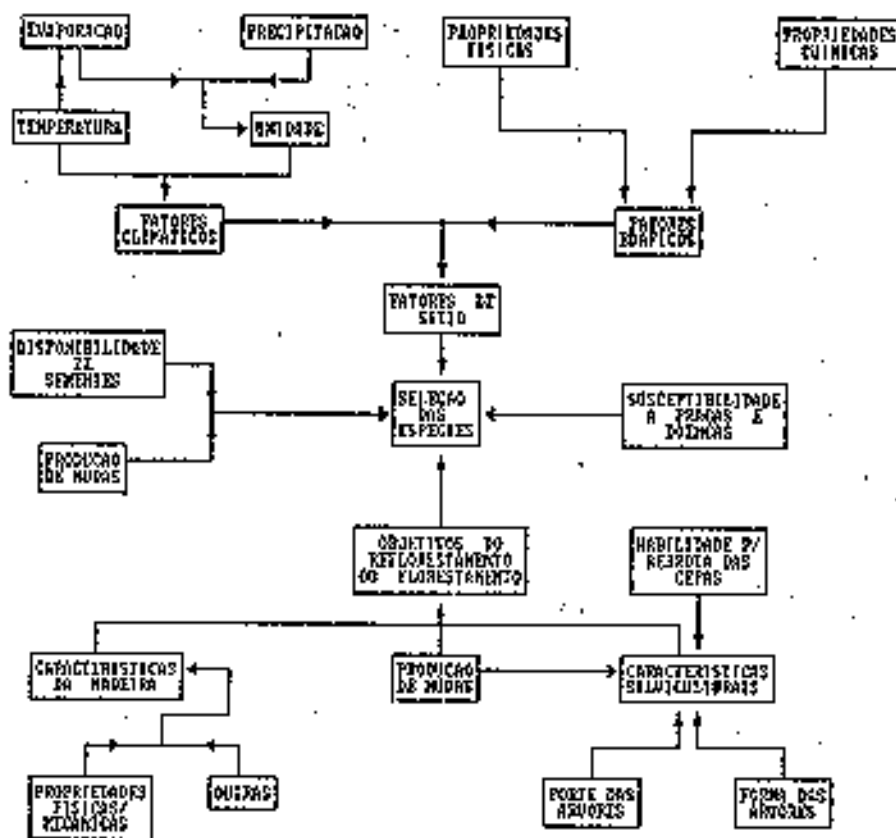 EVAPORACAO
PRECIPITACAO
PROPRIEDADES
FISICAS
PROPRIEDADES
QUIMICAS
TEMPERATURA
UMIDADE
FATORES
CLIMATICOS
FATORES
EDAFICOS
FATORES DE
SITIO
DISPONIBILIDADE
DE
SEMENTES
SELEÇAO
DAS
ESPECIES
SUSCEPTIBILIDADE
A PRAGAS E
DOENCAS
PRODUCAO
DE MUDAS
OBJETIVOS DO
REFLORESTAMENTO
OU FLORESTAMENTO
HABILIDADE P/
REBROTA DAS
CEPAS
CARACTERISTICAS
DA MADEIRA
PRODUCAO
DE MUDAS
CARACTERISTICAS
SILVICULTURAIS
PROPRIEDADES
FISICAS/
MECANICAS
OUTRAS
PORTE DAS
ARVORES
FORMA DAS
ARVORES